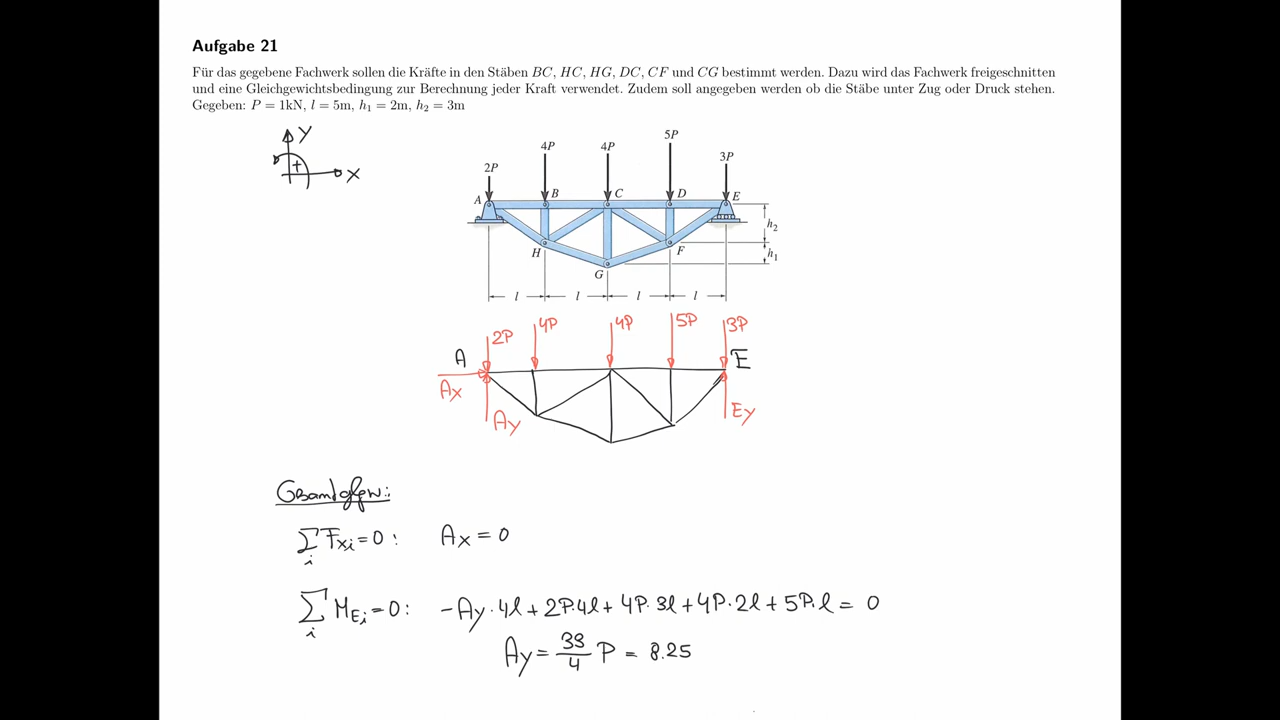 Aufgabe 21
Für das gegebene Fachwerk sollen die Kräfte in den Stäben BC, HC, HG, DC, CF und CG bestimmt werden. Dazu wird das Fachwerk freigeschnitten
und eine Gleichgewichtsbedingung zur Berechnung jeder Kraft verwendet. Zudem soll angegeben werden ob die Stäbe unter Zug oder Druck stehen.
Gegeben: P = 1kN, l = 5m, h₁ = 2m, h₂ = 3m
Y
+
X
5P
4P 4P
3P
2P
A B C D E
h₂
H F h₁
G
l l l l
2P 4P 4P 5P 3P
A E
Ax
Ay Ey
Gesamtglgw.:
∑ Fxi = 0 : Ax = 0
i
∑ MEi = 0 : -Ay · 4l + 2P·4l + 4P·3l + 4P·2l + 5P·l = 0
i
Ay = 33/4 P = 8.25